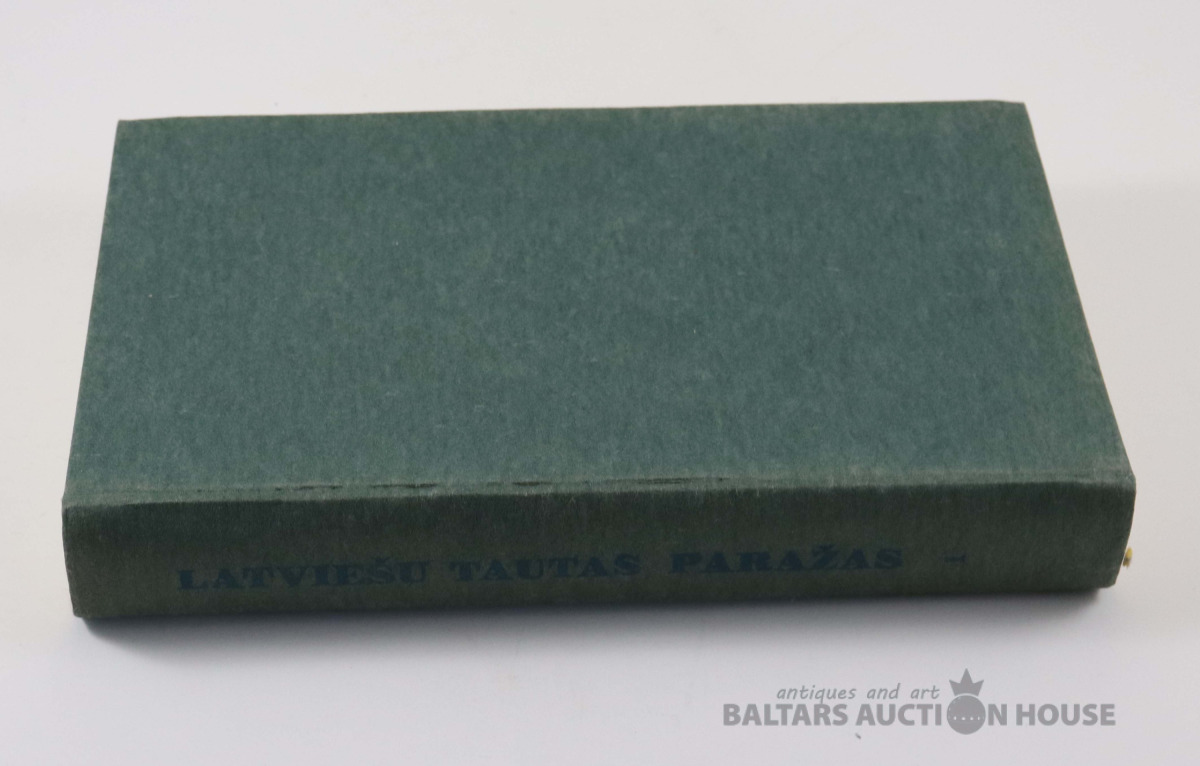 LATVIEŠU TAUTAS PARAŽAS I
antiques and art
BALTARS AUCTION HOUSE